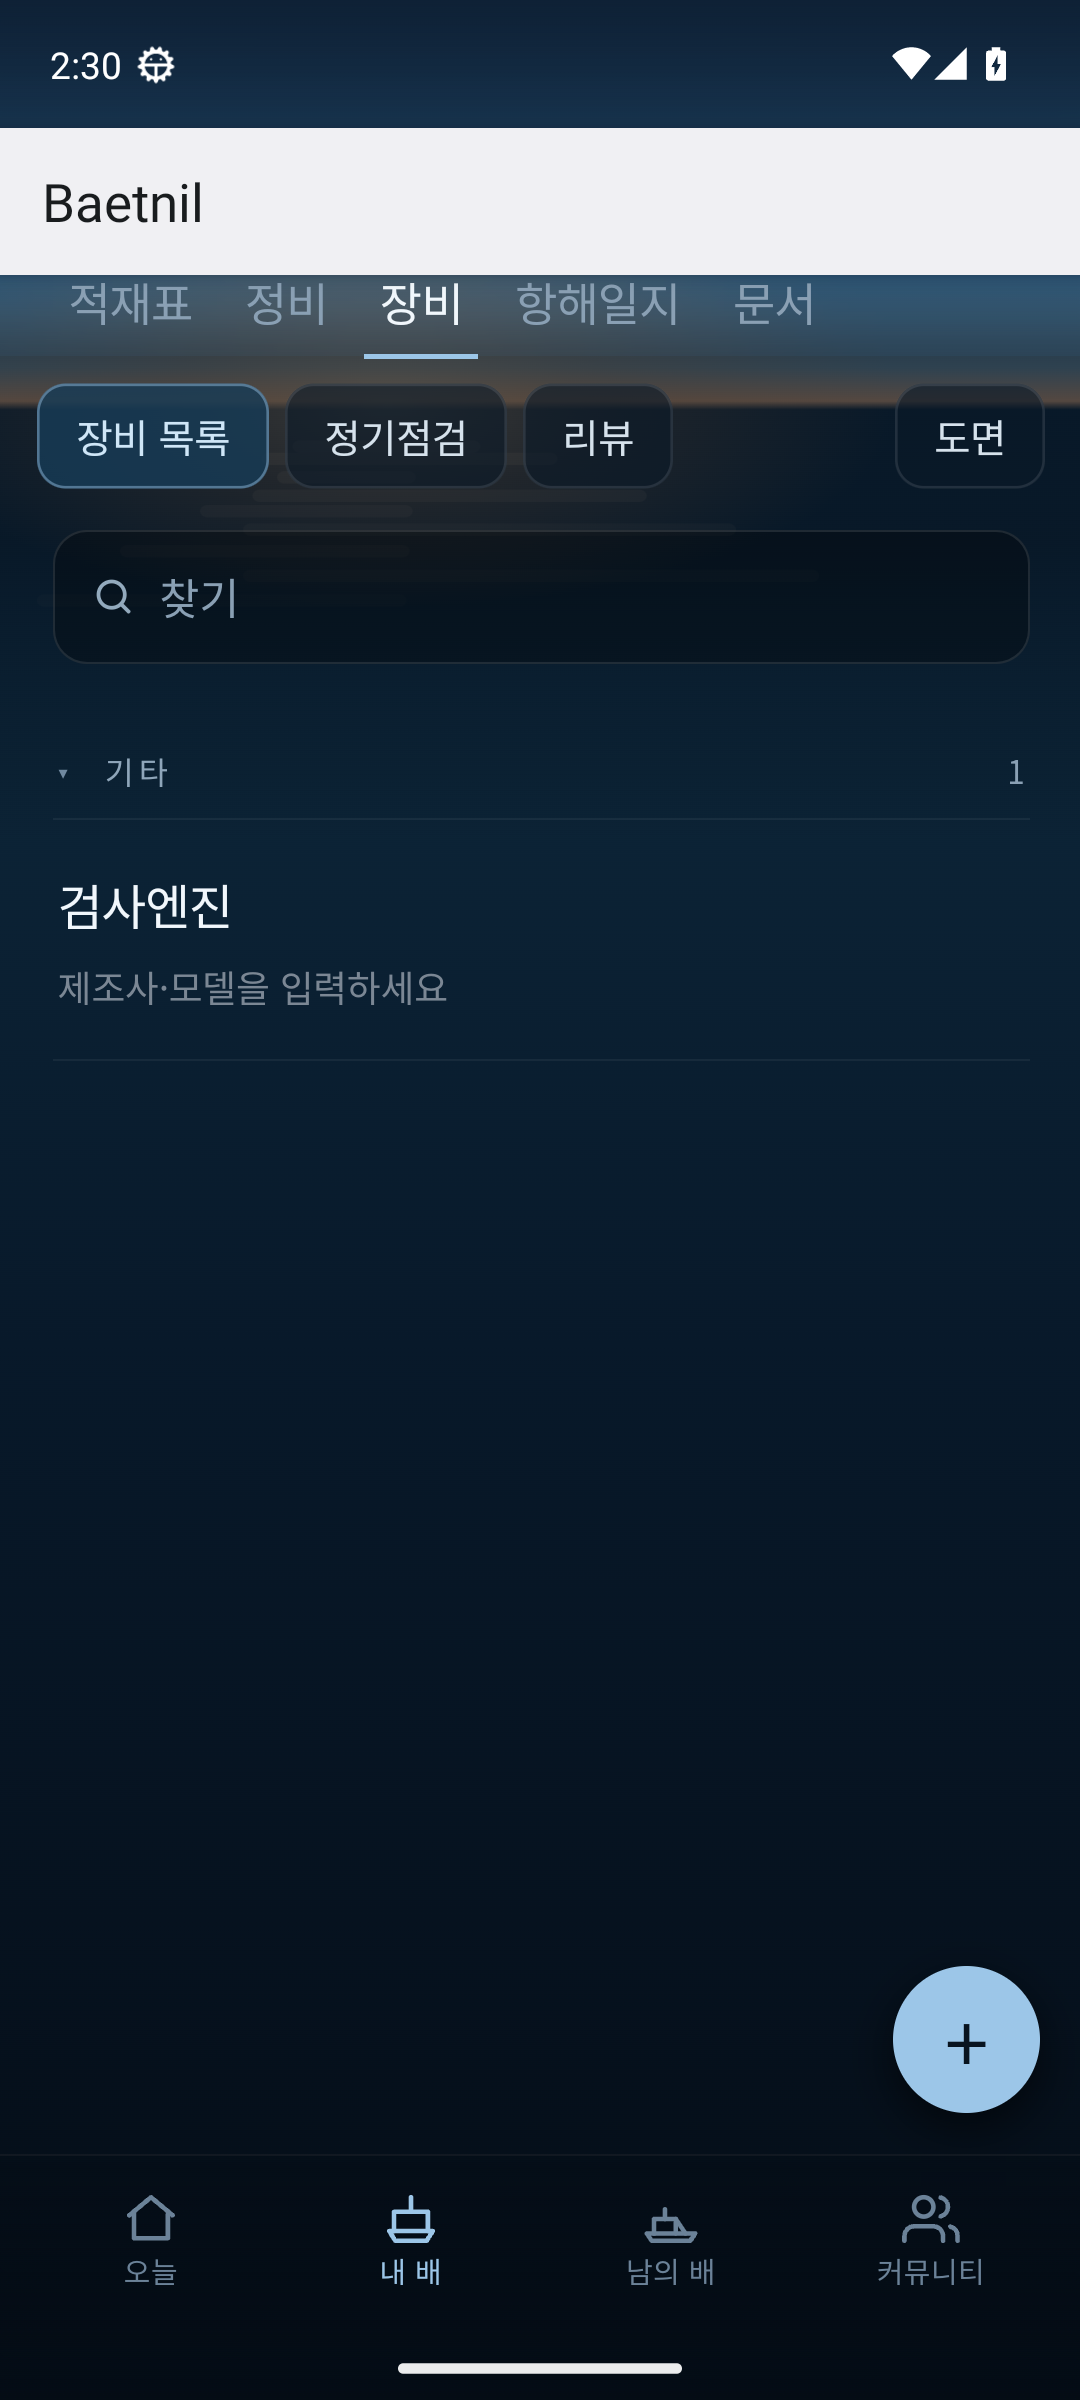 2:30
Baetnil
적재표 정비 장비 항해일지 문서
장비 목록 정기점검 리뷰 도면
찾기
기타 1
검사엔진
제조사·모델을 입력하세요
+
오늘 내 배 남의 배 커뮤니티